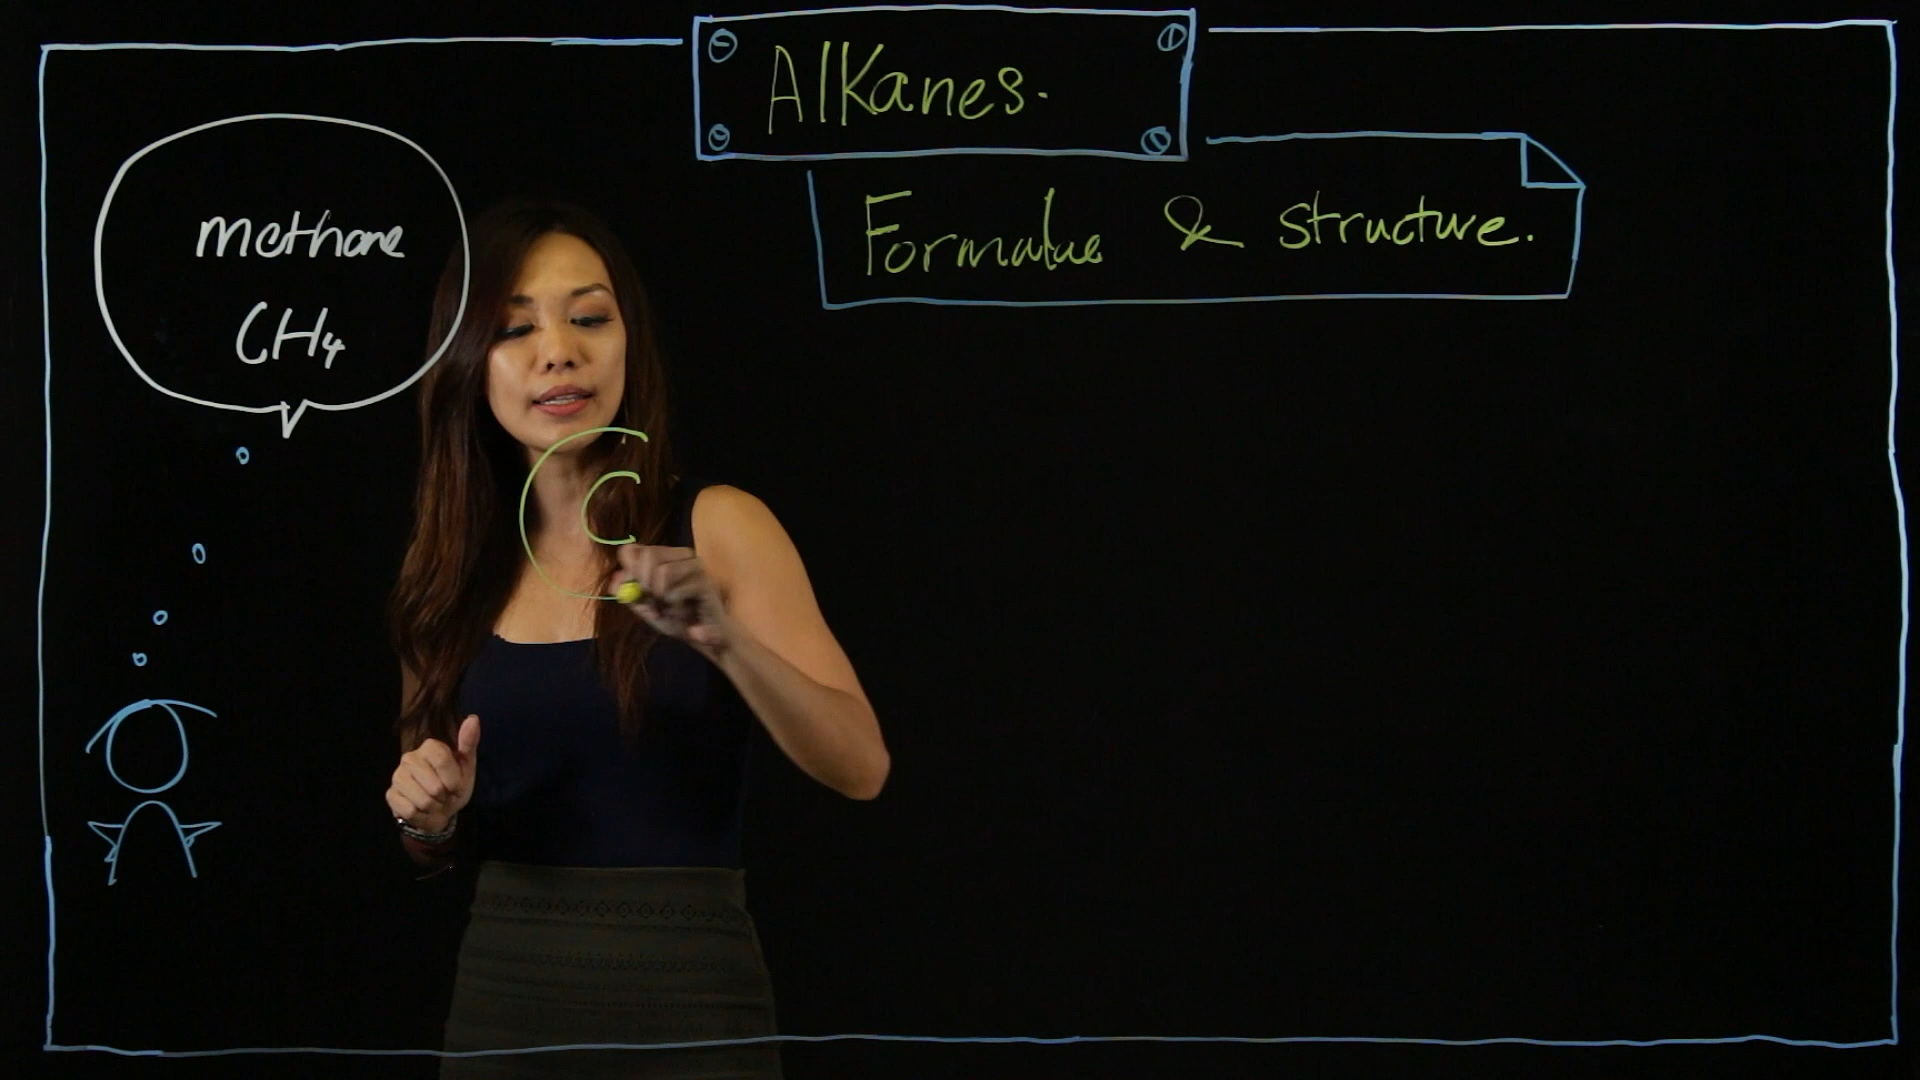 Alkanes.
Formulae & structure.
methane
CH₄
C